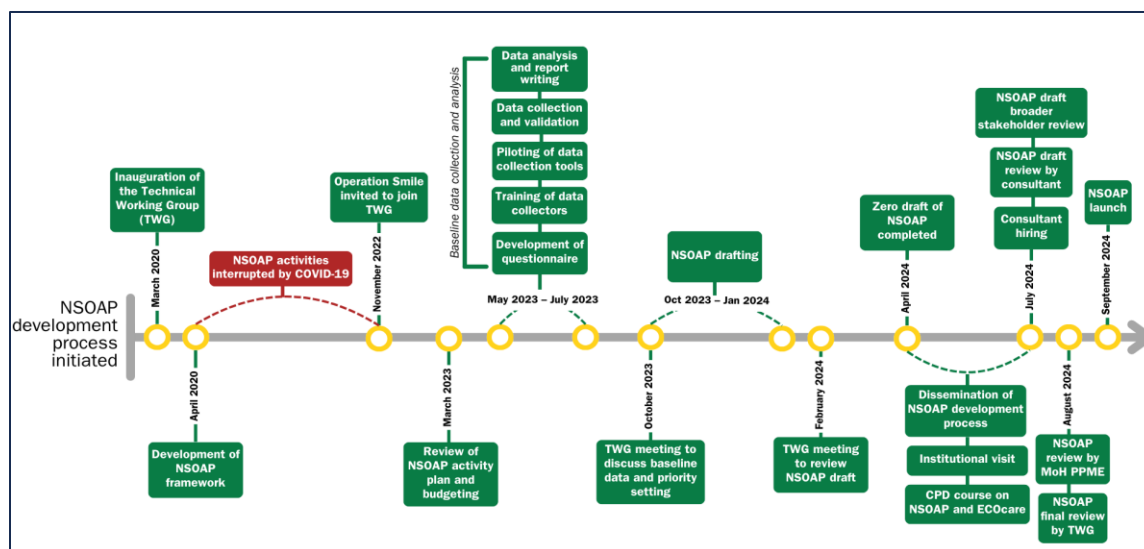 NSOAP
development
process
initiated
March 2020
Inauguration of
the Technical
Working Group
(TWG)
April 2020
Development of
NSOAP
framework
NSOAP activities
interrupted by COVID-19
November 2022
Operation Smile
invited to join
TWG
March 2023
Review of
NSOAP activity
plan and
budgeting
Baseline data collection and analysis
Data analysis
and report
writing
Data collection
and validation
Piloting of data
collection tools
Training of data
collectors
Development of
questionnaire
May 2023 – July 2023
October 2023
TWG meeting to
discuss baseline
data and priority
setting
NSOAP drafting
Oct 2023 – Jan 2024
February 2024
TWG meeting
to review
NSOAP draft
Zero draft of
NSOAP
completed
April 2024
Dissemination of
NSOAP development
process
Institutional visit
CPD course on
NSOAP and ECOcare
NSOAP draft
broader
stakeholder review
NSOAP draft
review by
consultant
Consultant
hiring
July 2024
August 2024
NSOAP
review by
MoH PPME
NSOAP
final review
by TWG
NSOAP
launch
September 2024